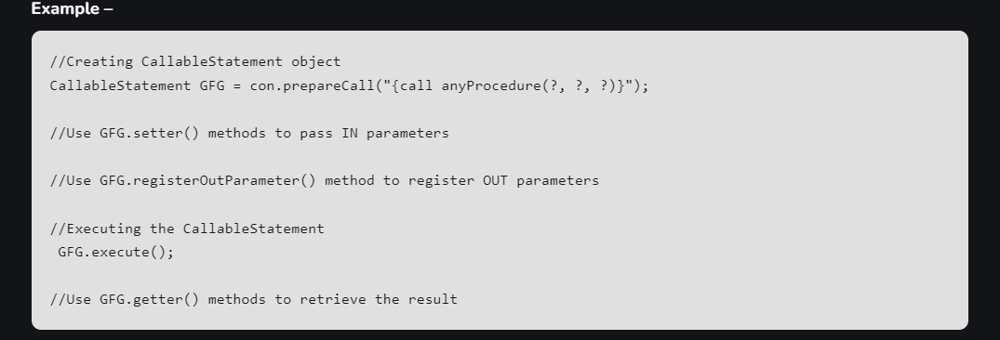 Example –
//Creating CallableStatement object
CallableStatement GFG = con.prepareCall("{call anyProcedure(?, ?, ?)}");
//Use GFG.setter() methods to pass IN parameters
//Use GFG.registerOutParameter() method to register OUT parameters
//Executing the CallableStatement
GFG.execute();
//Use GFG.getter() methods to retrieve the result